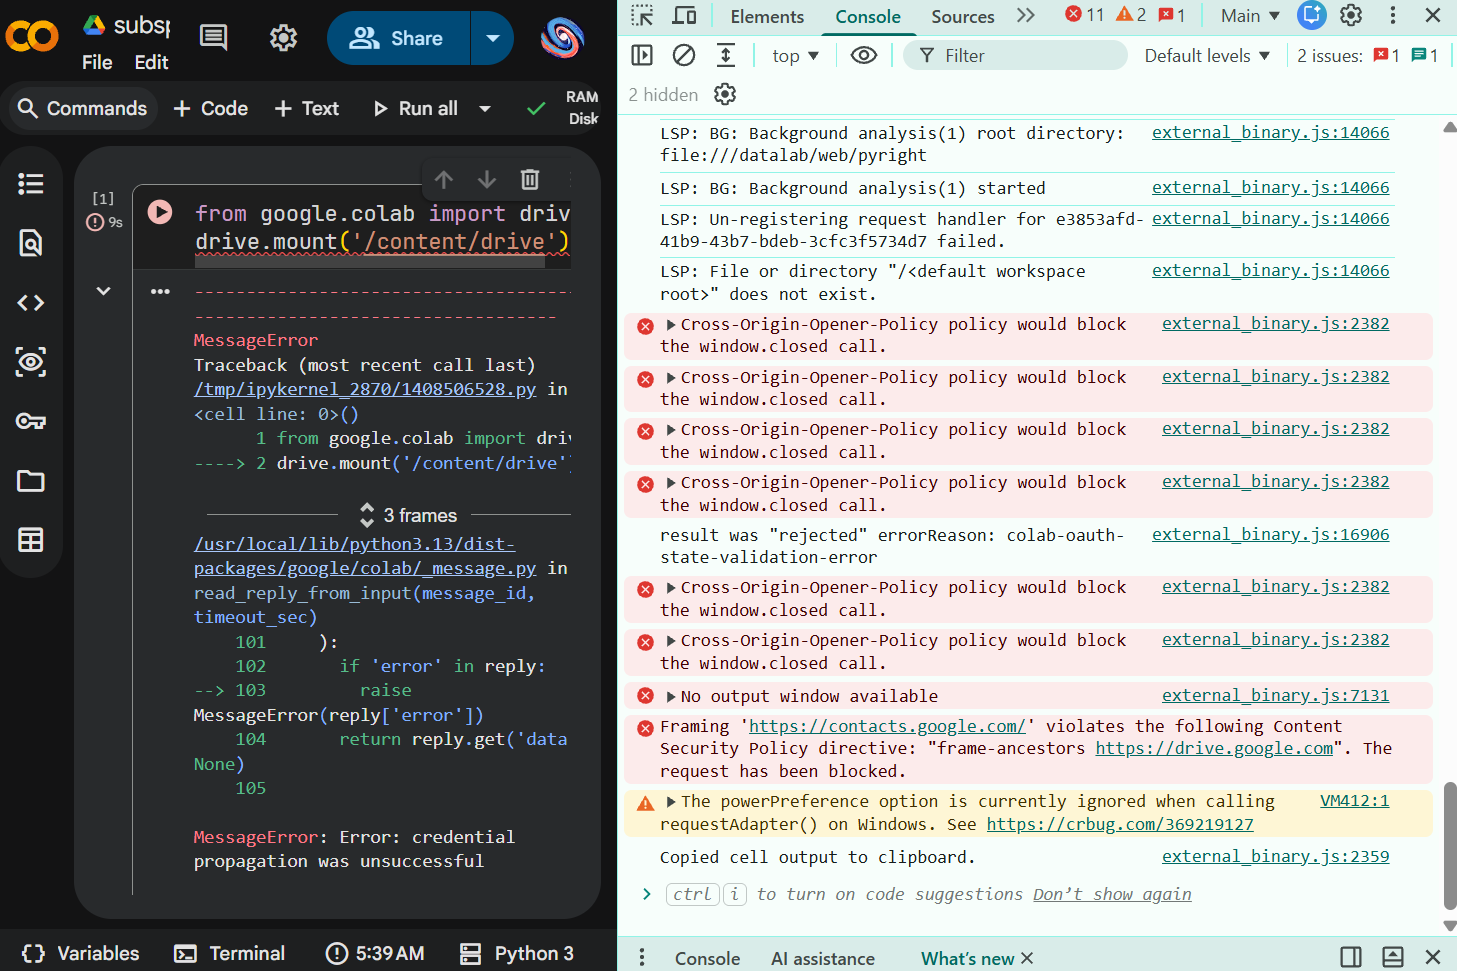 subsp
File
Edit
Share
Commands
+ Code
+ Text
Run all
RAM
Disk
[1]
9s
from google.colab import driv
drive.mount('/content/drive')
------------------------------------
-----------------------------------
MessageError
Traceback (most recent call last)
/tmp/ipykernel_2870/1408506528.py in
<cell line: 0>()
1 from google.colab import driv
----> 2 drive.mount('/content/drive')
3 frames
/usr/local/lib/python3.13/dist-
packages/google/colab/_message.py in
read_reply_from_input(message_id,
timeout_sec)
101     ):
102       if 'error' in reply:
--> 103         raise
MessageError(reply['error'])
104       return reply.get('data
None)
105
MessageError: Error: credential
propagation was unsuccessful
Variables
Terminal
5:39 AM
Python 3
Elements
Console
Sources
11
2
1
Main
top
Filter
Default levels
2 issues:
1
1
2 hidden
LSP: BG: Background analysis(1) root directory: external_binary.js:14066
file:///datalab/web/pyright
LSP: BG: Background analysis(1) started external_binary.js:14066
LSP: Un-registering request handler for e3853afd- external_binary.js:14066
41b9-43b7-bdeb-3cfc3f5734d7 failed.
LSP: File or directory "/<default workspace external_binary.js:14066
root>" does not exist.
Cross-Origin-Opener-Policy policy would block external_binary.js:2382
the window.closed call.
Cross-Origin-Opener-Policy policy would block external_binary.js:2382
the window.closed call.
Cross-Origin-Opener-Policy policy would block external_binary.js:2382
the window.closed call.
Cross-Origin-Opener-Policy policy would block external_binary.js:2382
the window.closed call.
result was "rejected" errorReason: colab-oauth- external_binary.js:16906
state-validation-error
Cross-Origin-Opener-Policy policy would block external_binary.js:2382
the window.closed call.
Cross-Origin-Opener-Policy policy would block external_binary.js:2382
the window.closed call.
No output window available external_binary.js:7131
Framing 'https://contacts.google.com/' violates the following Content
Security Policy directive: "frame-ancestors https://drive.google.com". The
request has been blocked.
The powerPreference option is currently ignored when calling VM412:1
requestAdapter() on Windows. See https://crbug.com/369219127
Copied cell output to clipboard. external_binary.js:2359
ctrl i to turn on code suggestions Don't show again
Console
AI assistance
What's new